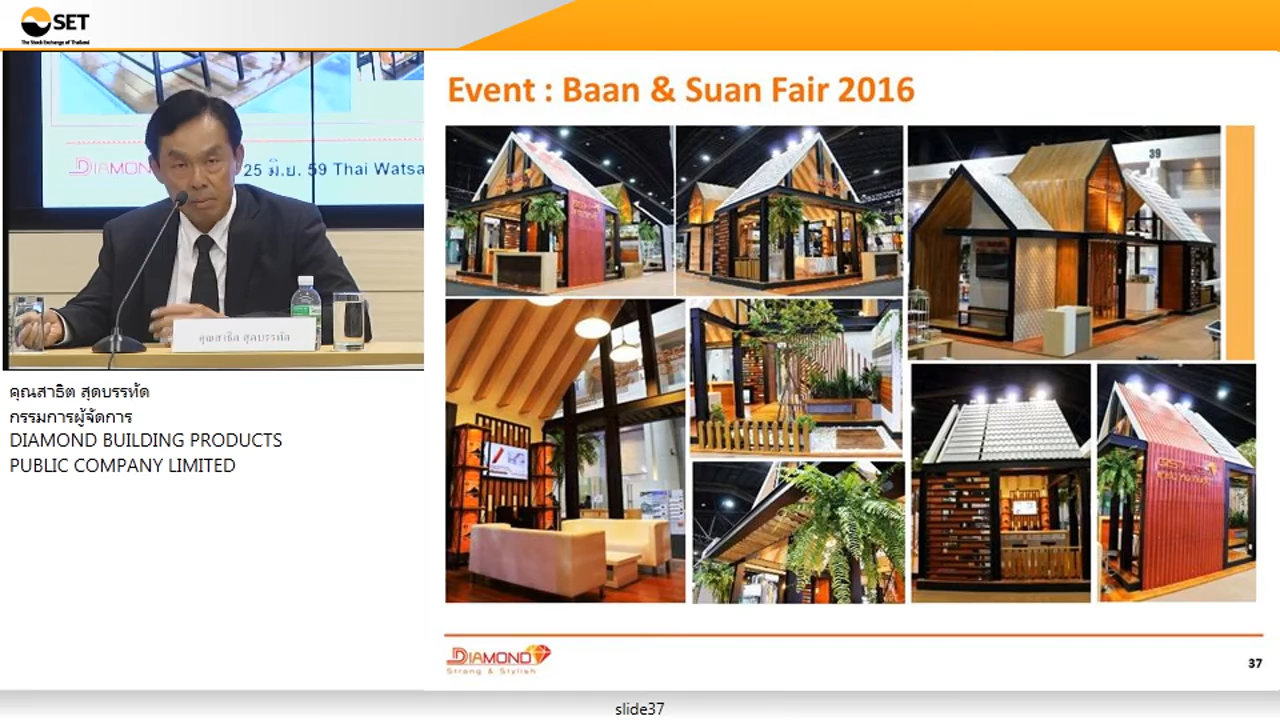 SET
The Stock Exchange of Thailand
Event : Baan & Suan Fair 2016
DIAMON
25 มิ.ย. 59 Thai Watsa
39
คุณสาธิต สุดบรรทัด
คุณสาธิต สุดบรรทัด
กรรมการผู้จัดการ
DIAMOND BUILDING PRODUCTS
PUBLIC COMPANY LIMITED
DIAMOND
Strong & Stylish
37
slide37